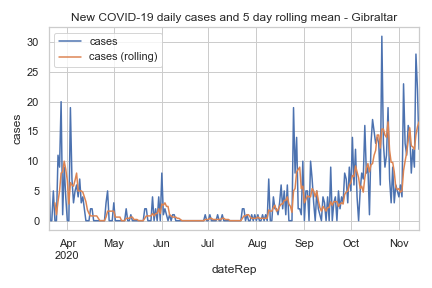 New COVID-19 daily cases and 5 day rolling mean - Gibraltar
cases
cases (rolling)
30
25
20
15
10
5
0
cases
Apr May Jun Jul Aug Sep Oct Nov
2020
dateRep